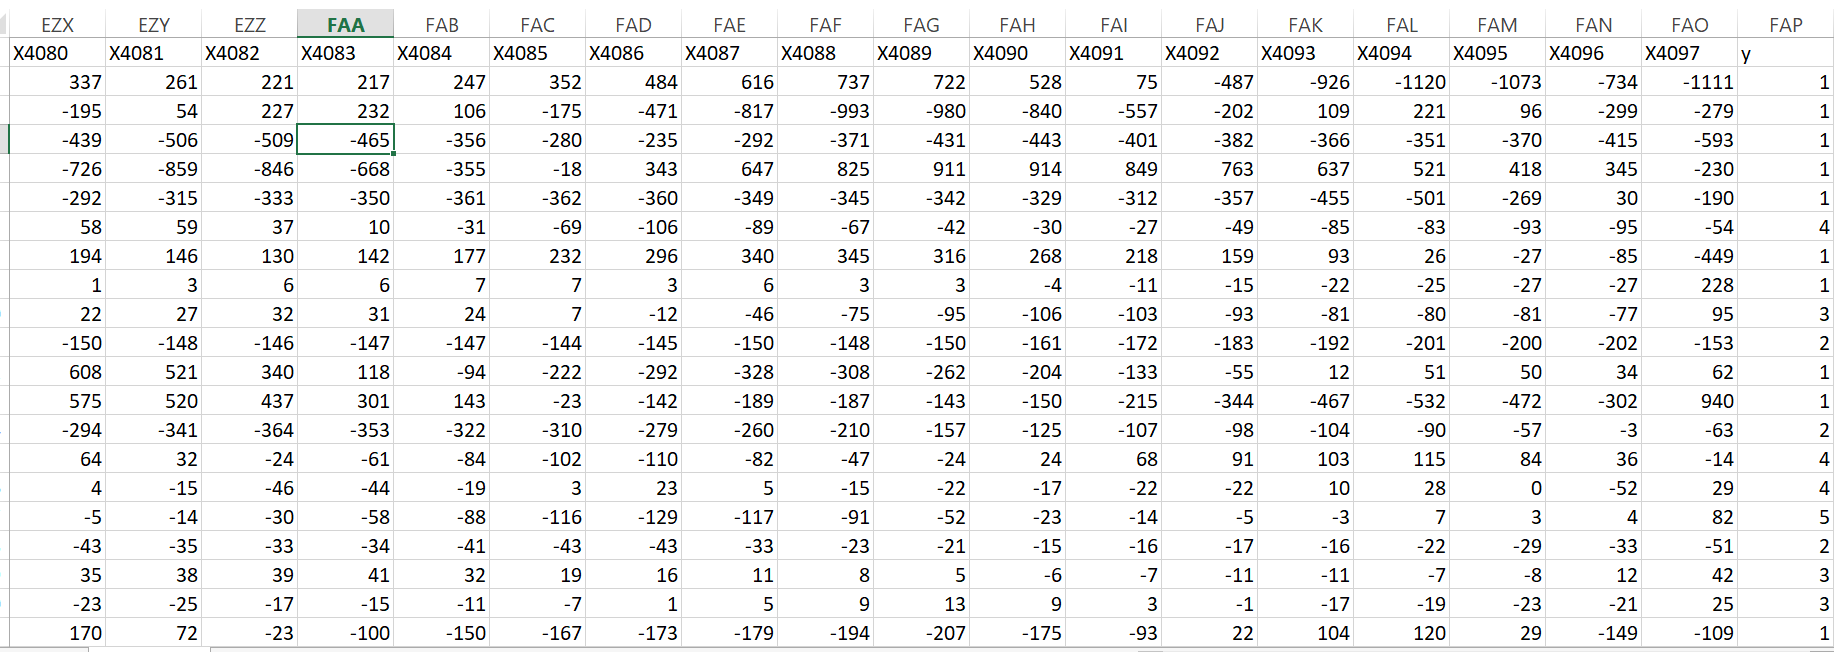 EZX EZY EZZ FAA FAB FAC FAD FAE FAF FAG FAH FAI FAJ FAK FAL FAM FAN FAO FAP
X4080 X4081 X4082 X4083 X4084 X4085 X4086 X4087 X4088 X4089 X4090 X4091 X4092 X4093 X4094 X4095 X4096 X4097 y
337 261 221 217 247 352 484 616 737 722 528 75 -487 -926 -1120 -1073 -734 -1111 1
-195 54 227 232 106 -175 -471 -817 -993 -980 -840 -557 -202 109 221 96 -299 -279 1
-439 -506 -509 -465 -356 -280 -235 -292 -371 -431 -443 -401 -382 -366 -351 -370 -415 -593 1
-726 -859 -846 -668 -355 -18 343 647 825 911 914 849 763 637 521 418 345 -230 1
-292 -315 -333 -350 -361 -362 -360 -349 -345 -342 -329 -312 -357 -455 -501 -269 30 -190 1
58 59 37 10 -31 -69 -106 -89 -67 -42 -30 -27 -49 -85 -83 -93 -95 -54 4
194 146 130 142 177 232 296 340 345 316 268 218 159 93 26 -27 -85 -449 1
1 3 6 6 7 7 3 6 3 3 -4 -11 -15 -22 -25 -27 -27 228 1
22 27 32 31 24 7 -12 -46 -75 -95 -106 -103 -93 -81 -80 -81 -77 95 3
-150 -148 -146 -147 -147 -144 -145 -150 -148 -150 -161 -172 -183 -192 -201 -200 -202 -153 2
608 521 340 118 -94 -222 -292 -328 -308 -262 -204 -133 -55 12 51 50 34 62 1
575 520 437 301 143 -23 -142 -189 -187 -143 -150 -215 -344 -467 -532 -472 -302 940 1
-294 -341 -364 -353 -322 -310 -279 -260 -210 -157 -125 -107 -98 -104 -90 -57 -3 -63 2
64 32 -24 -61 -84 -102 -110 -82 -47 -24 24 68 91 103 115 84 36 -14 4
4 -15 -46 -44 -19 3 23 5 -15 -22 -17 -22 -22 10 28 0 -52 29 4
-5 -14 -30 -58 -88 -116 -129 -117 -91 -52 -23 -14 -5 -3 7 3 4 82 5
-43 -35 -33 -34 -41 -43 -43 -33 -23 -21 -15 -16 -17 -16 -22 -29 -33 -51 2
35 38 39 41 32 19 16 11 8 5 -6 -7 -11 -11 -7 -8 12 42 3
-23 -25 -17 -15 -11 -7 1 5 9 13 9 3 -1 -17 -19 -23 -21 25 3
170 72 -23 -100 -150 -167 -173 -179 -194 -207 -175 -93 22 104 120 29 -149 -109 1